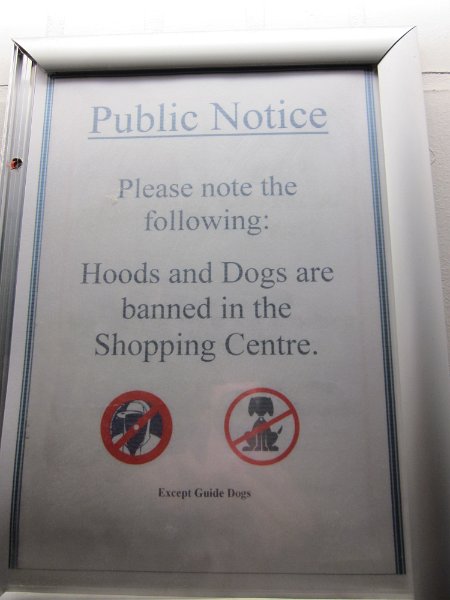 Public Notice
Please note the
following:
Hoods and Dogs are
banned in the
Shopping Centre.
Except Guide Dogs